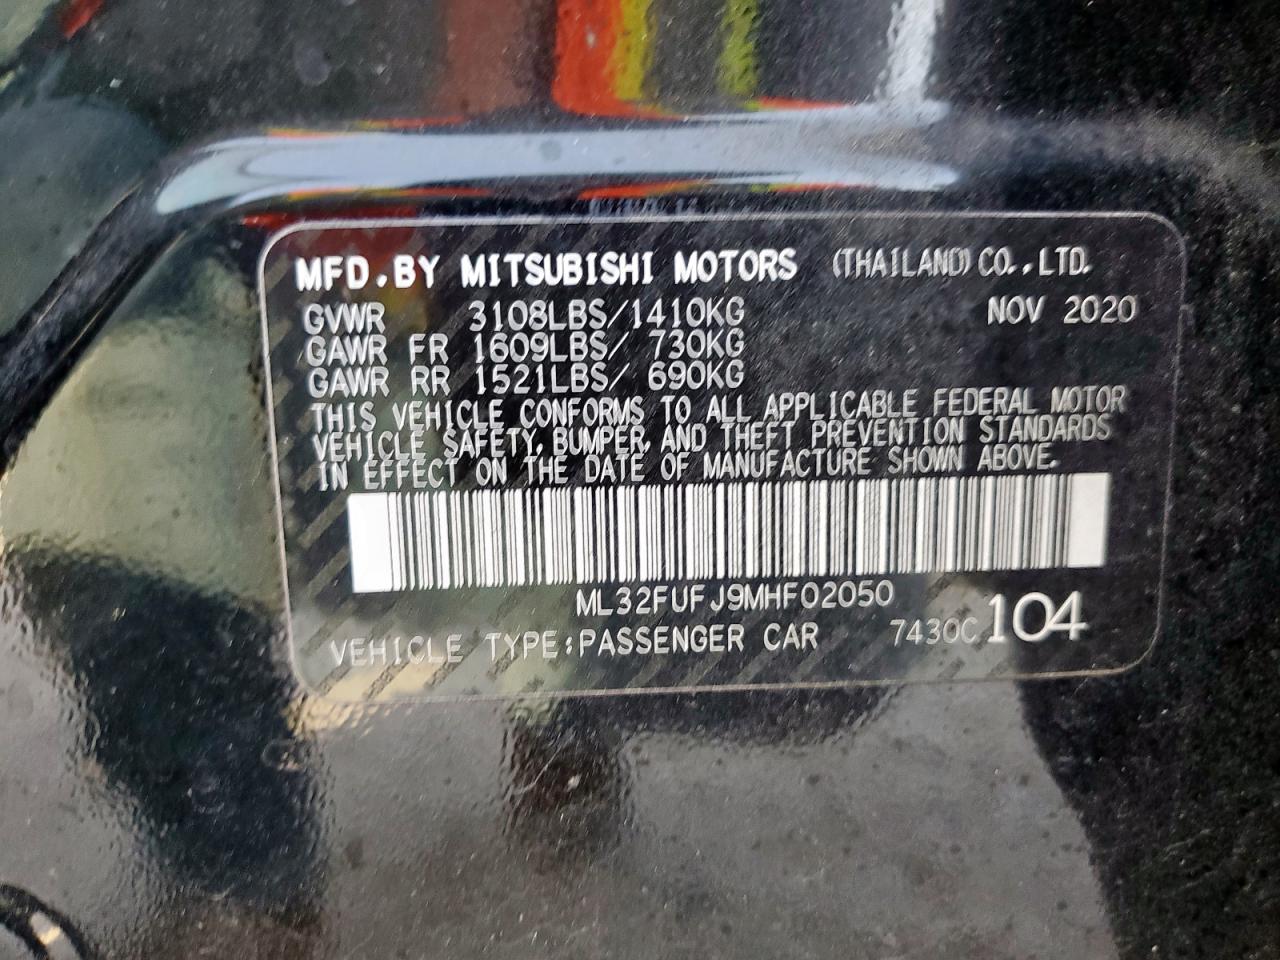 MFD.BY MITSUBISHI MOTORS (THAILAND) CO.,LTD.
GVWR 3108LBS/1410KG NOV 2020
GAWR FR 1609LBS/ 730KG
GAWR RR 1521LBS/ 690KG
THIS VEHICLE CONFORMS TO ALL APPLICABLE FEDERAL MOTOR
VEHICLE SAFETY, BUMPER, AND THEFT PREVENTION STANDARDS
IN EFFECT ON THE DATE OF MANUFACTURE SHOWN ABOVE.
ML32FUFJ9MHF02050
VEHICLE TYPE:PASSENGER CAR 7430C 104